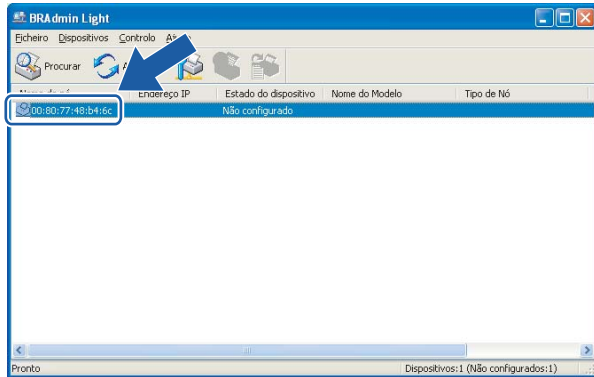 BRAdmin Light
Ficheiro Dispositivos Controlo
Procurar
Endereço IP Estado do dispositivo Nome do Modelo Tipo de Nó
00:80:77:48:b4:6c Não configurado
Pronto Dispositivos:1 (Não configurados:1)